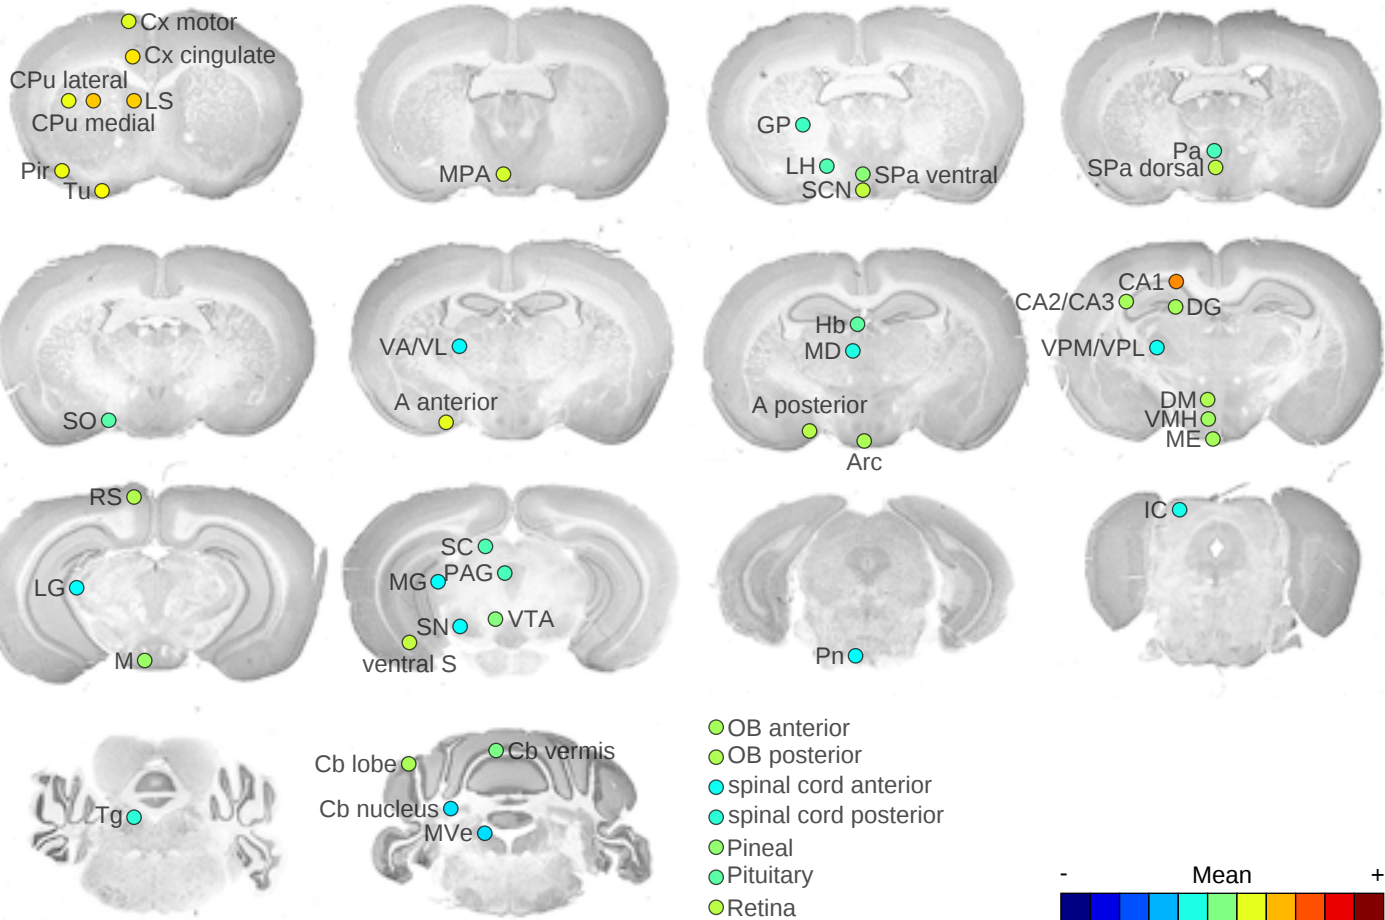 Cx motor
Cx cingulate
CPu lateral
LS
CPu medial
Pir
Tu
MPA
GP
LH
SPa ventral
SCN
Pa
SPa dorsal
SO
VA/VL
A anterior
Hb
MD
A posterior
Arc
CA1
CA2/CA3
DG
VPM/VPL
DM
VMH
ME
RS
LG
M
SC
PAG
MG
VTA
SN
ventral S
Pn
IC
Tg
Cb vermis
Cb lobe
Cb nucleus
MVe
OB anterior
OB posterior
spinal cord anterior
spinal cord posterior
Pineal
Pituitary
Retina
- Mean +